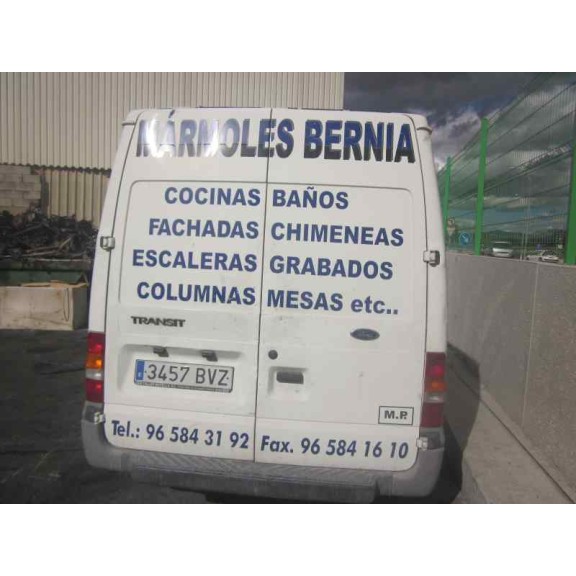 MÁRMOLES BERNIA
COCINAS BAÑOS
FACHADAS CHIMENEAS
ESCALERAS GRABADOS
COLUMNAS MESAS etc..
TRANSIT
3457 BVZ
M.P.
Tel.: 96 584 31 92 Fax. 96 584 16 10